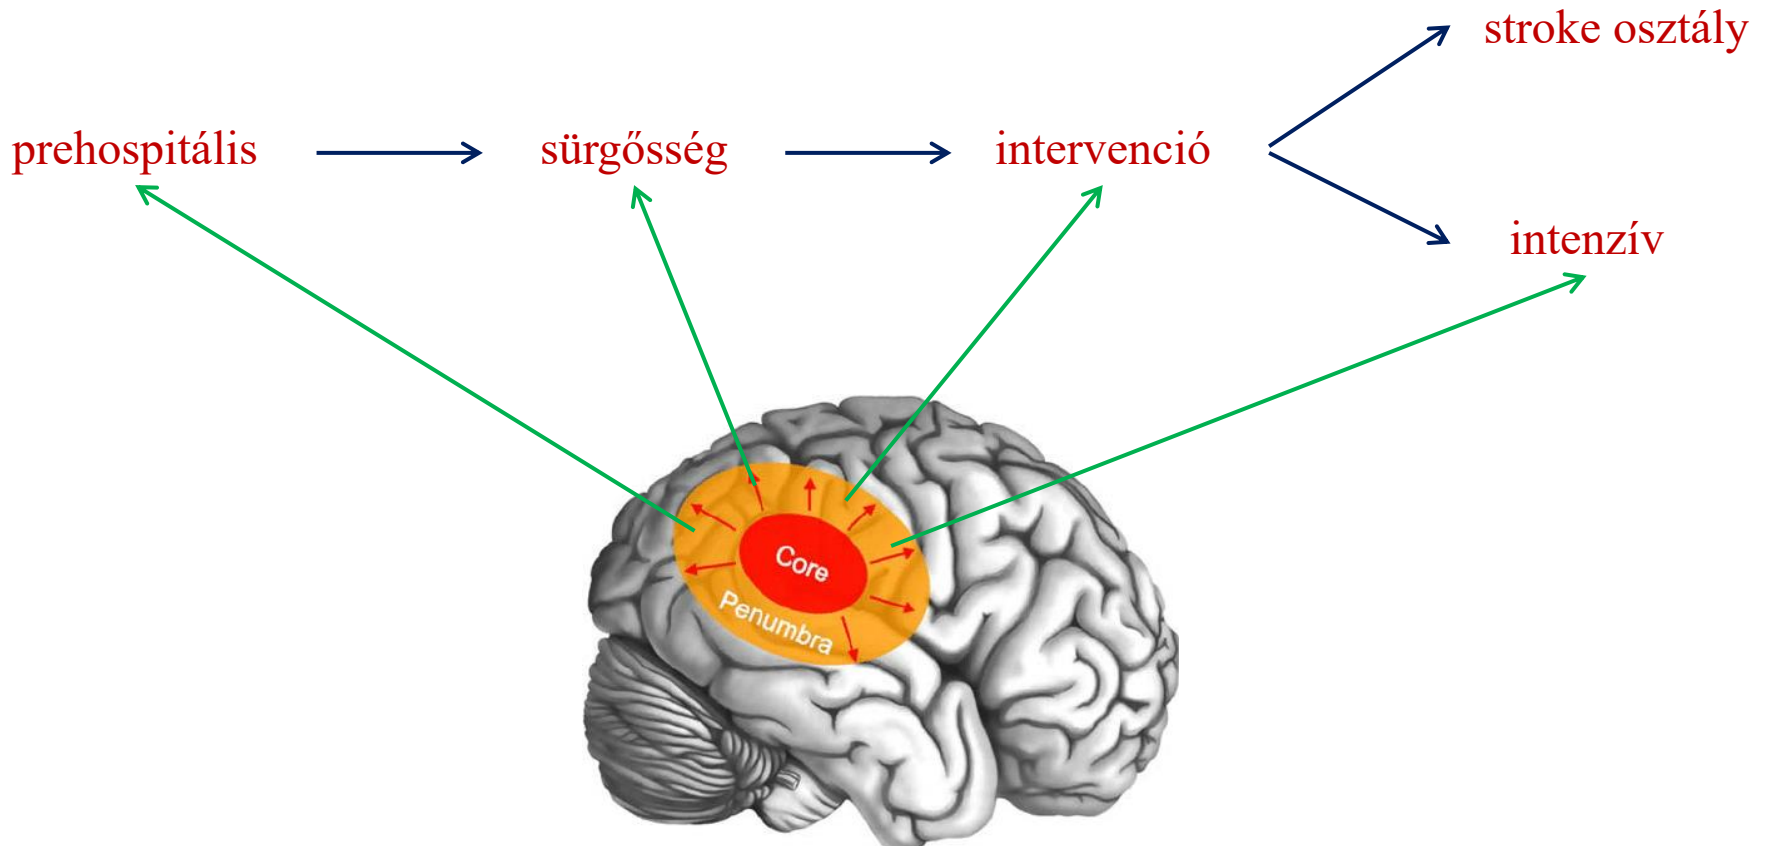 stroke osztály
prehospitális
sürgősség
intervenció
intenzív
Core
Penumbra